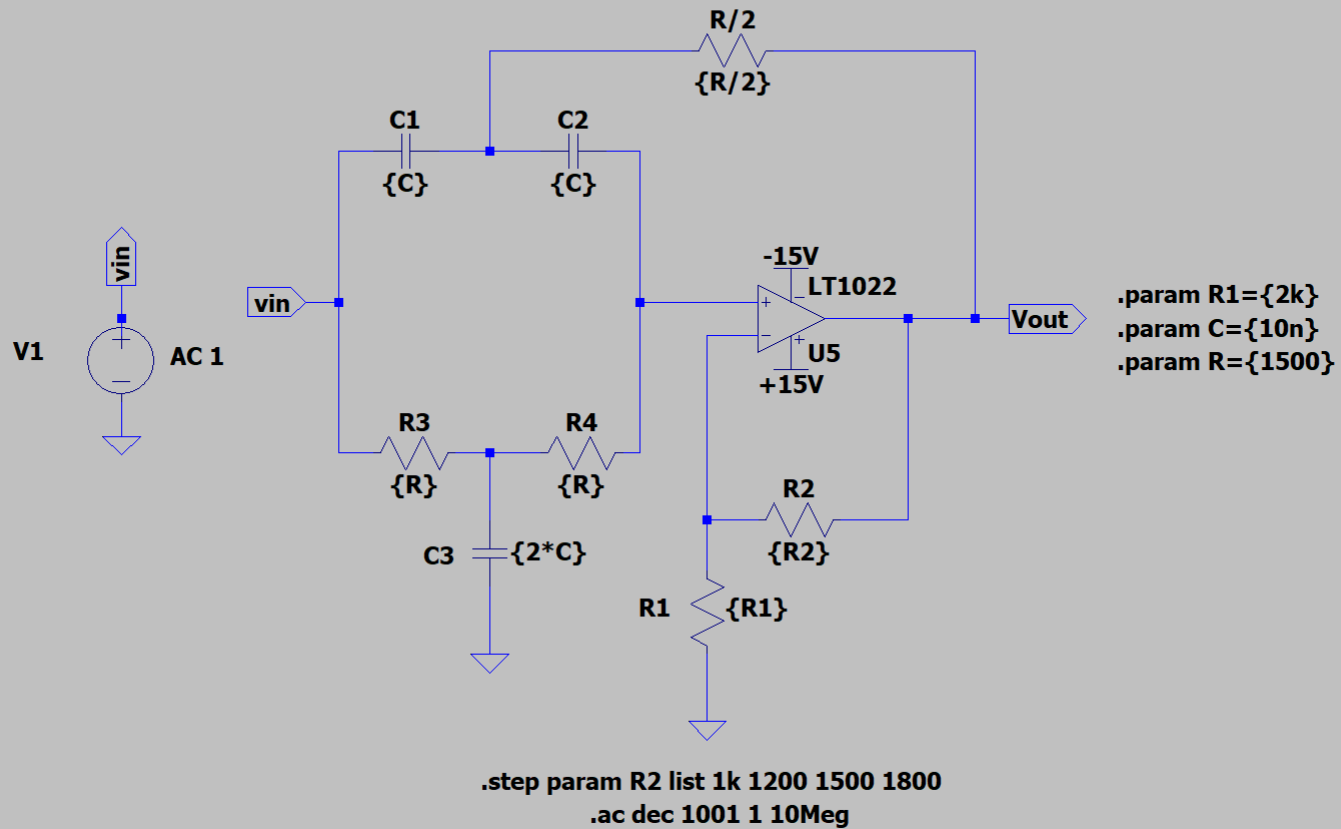 R/2
{R/2}
C1
C2
{C}
{C}
vin
-15V
LT1022
+
−
vin
+
−
Vout
.param R1={2k}
.param C={10n}
.param R={1500}
V1
+
−
AC 1
−
+
U5
+15V
R3
R4
{R}
{R}
R2
{R2}
C3
{2*C}
R1
{R1}
.step param R2 list 1k 1200 1500 1800
.ac dec 1001 1 10Meg